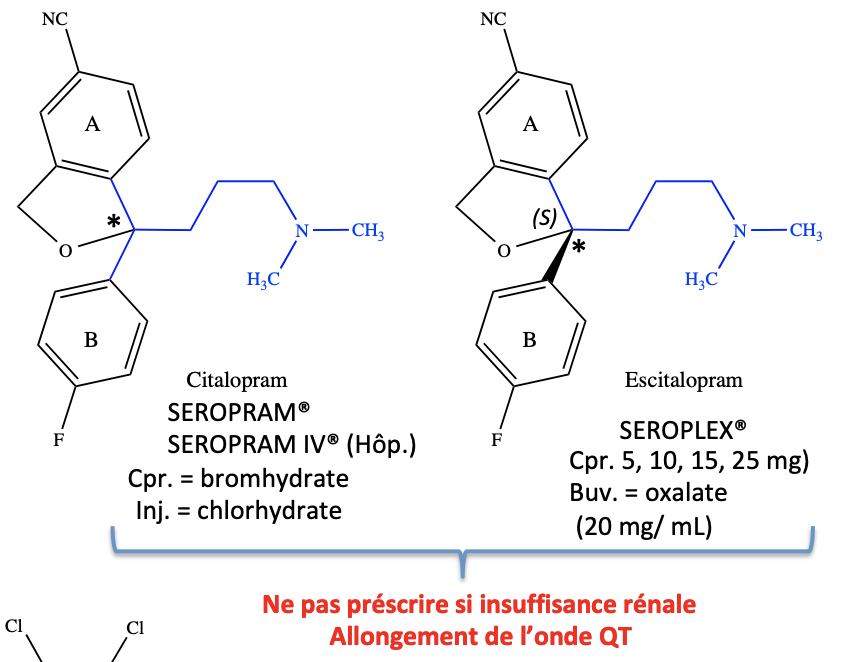 NC
NC
A
A
(S)
*
*
O
O
N
CH3
N
CH3
H3C
H3C
B
B
Citalopram
Escitalopram
SEROPRAM®
SEROPRAM IV® (Hôp.)
SEROPLEX®
F
F
Cpr. = bromhydrate
Inj. = chlorhydrate
Cpr. 5, 10, 15, 25 mg)
Buv. = oxalate
(20 mg/ mL)
Ne pas préscrire si insuffisance rénale
Allongement de l’onde QT
Cl
Cl